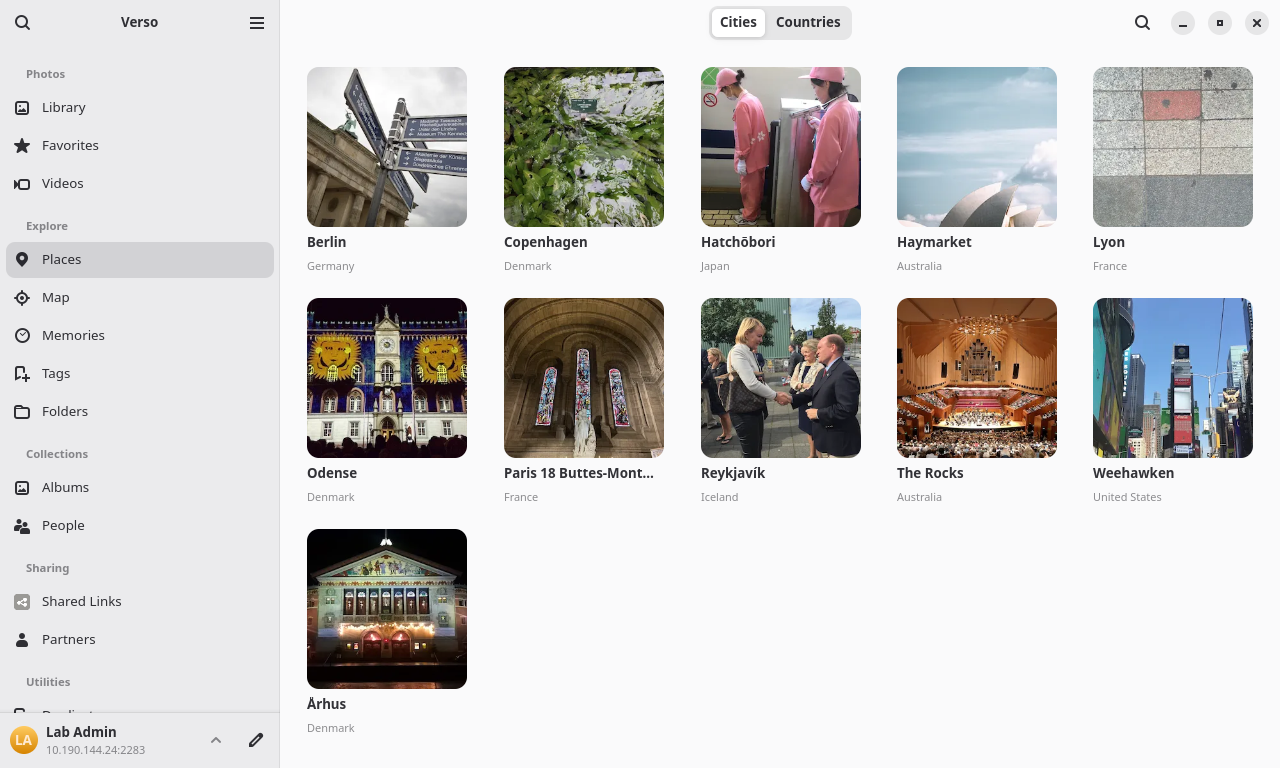 Verso
Cities
Countries
Photos
Library
Favorites
Videos
Explore
Places
Map
Memories
Tags
Folders
Collections
Albums
People
Sharing
Shared Links
Partners
Utilities
LA
Lab Admin
10.190.144.24:2283
Berlin
Germany
Copenhagen
Denmark
Hatchōbori
Japan
Haymarket
Australia
Lyon
France
Odense
Denmark
Paris 18 Buttes-Mont...
France
Reykjavík
Iceland
The Rocks
Australia
Weehawken
United States
Århus
Denmark